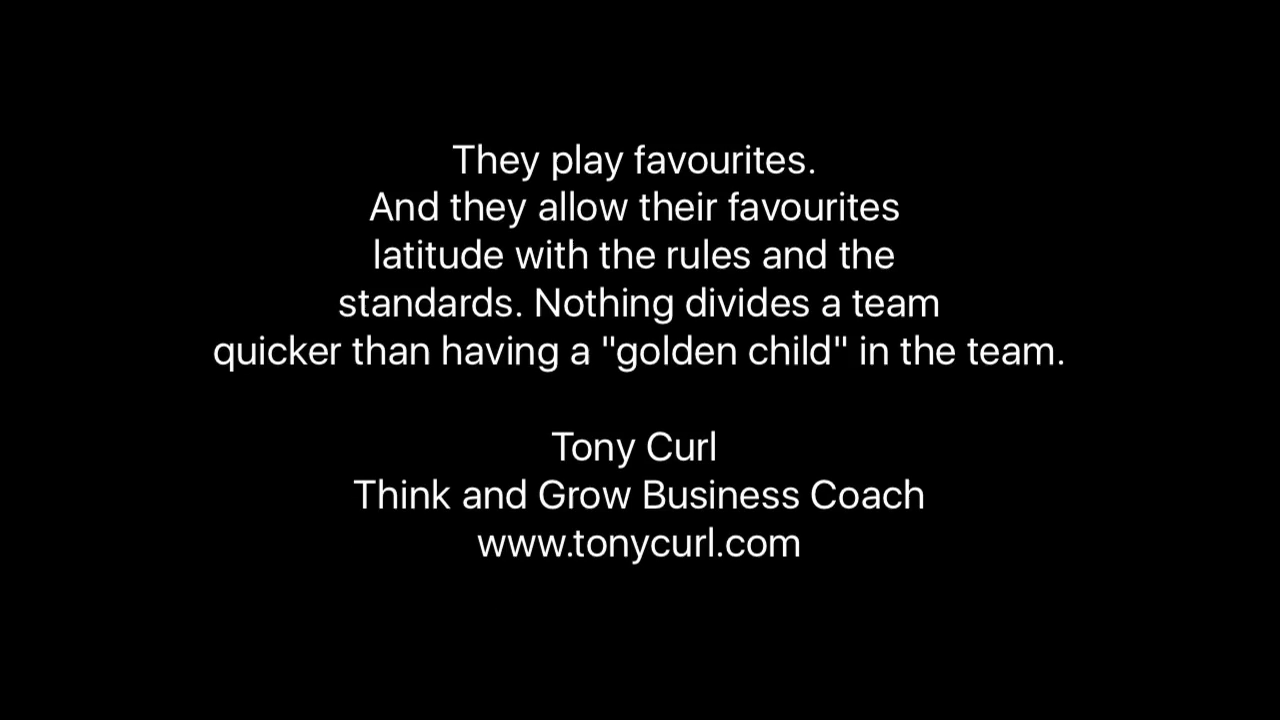 They play favourites.
And they allow their favourites
latitude with the rules and the
standards. Nothing divides a team
quicker than having a "golden child" in the team.
Tony Curl
Think and Grow Business Coach
www.tonycurl.com